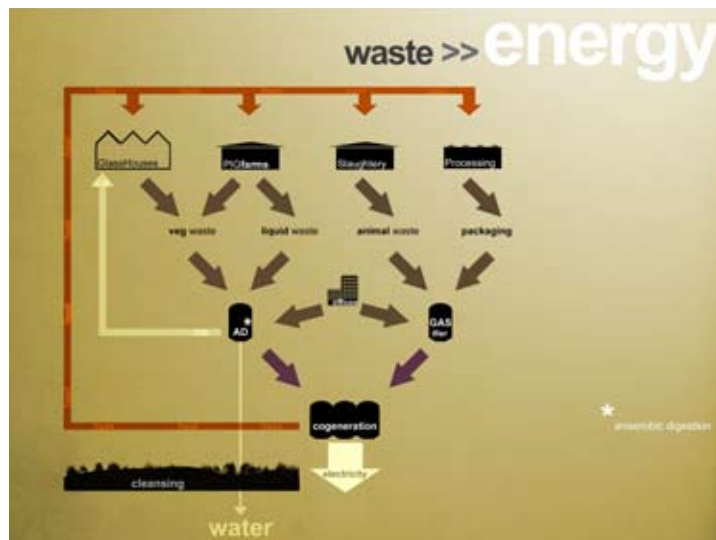 waste >> energy
GlassHouses
PIGfarms
Slaughtery
Processing
veg waste
liquid waste
animal waste
packaging
AD*
GAS
ifier
cogeneration
* anaerobic digestion
electricity
cleansing
water